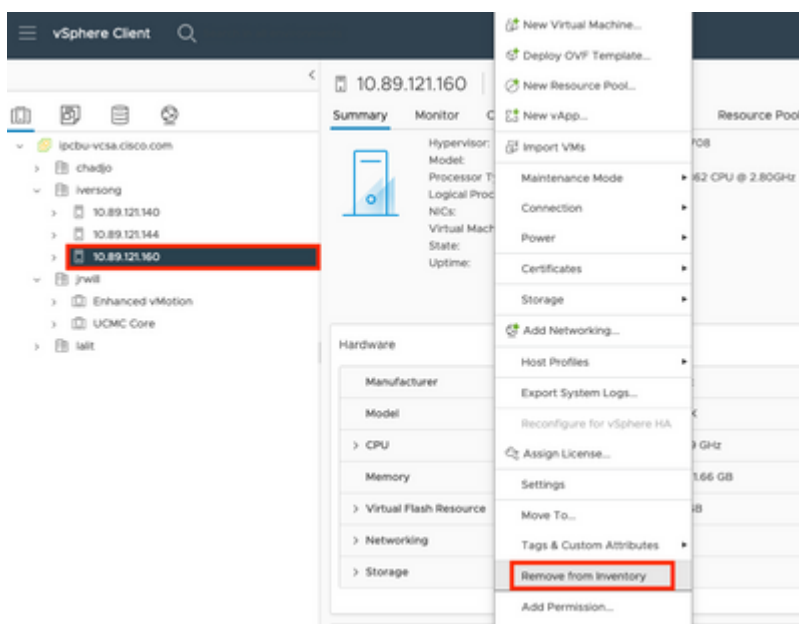 vSphere Client
10.89.121.160
Summary
Monitor
C
Resource Pool
ipcbu-vcsa.cisco.com
chadjo
iversong
10.89.121.140
10.89.121.144
10.89.121.160
jrwill
Enhanced vMotion
UCMC Core
lalit
Hypervisor:
Model:
Processor T
Logical Proc
NICs:
Virtual Mach
State:
Uptime:
708
62 CPU @ 2.80GHz
Hardware
Manufacturer
Model
CPU
GHz
Memory
1.66 GB
Virtual Flash Resource
Networking
Storage
New Virtual Machine...
Deploy OVF Template...
New Resource Pool...
New vApp...
Import VMs
Maintenance Mode
Connection
Power
Certificates
Storage
Add Networking...
Host Profiles
Export System Logs...
Reconfigure for vSphere HA
Assign License...
Settings
Move To...
Tags & Custom Attributes
Remove from Inventory
Add Permission...